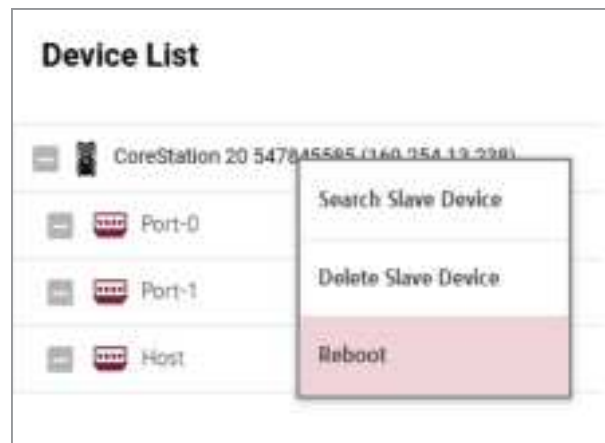 Device List
CoreStation 20 547845585 (169.254.13.238)
Search Slave Device
Port-0
Delete Slave Device
Port-1
Reboot
Host